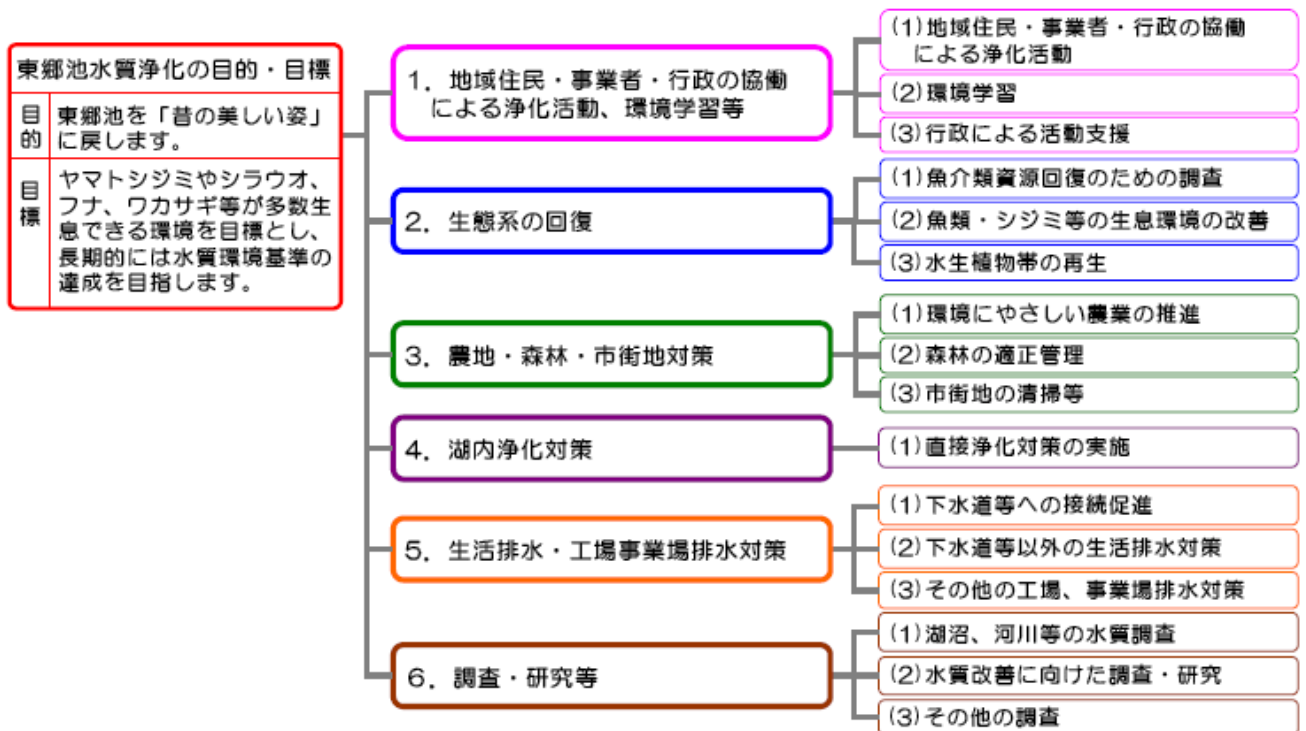 東郷池水質浄化の目的・目標
目的
東郷池を「昔の美しい姿」
に戻します。
目標
ヤマトシジミやシラウオ、
フナ、ワカサギ等が多数生
息できる環境を目標とし、
長期的には水質環境基準の
達成を目指します。
1．地域住民・事業者・行政の協働
による浄化活動、環境学習等
(1)地域住民・事業者・行政の協働
による浄化活動
(2)環境学習
(3)行政による活動支援
2．生態系の回復
(1)魚介類資源回復のための調査
(2)魚類・シジミ等の生息環境の改善
(3)水生植物帯の再生
3．農地・森林・市街地対策
(1)環境にやさしい農業の推進
(2)森林の適正管理
(3)市街地の清掃等
4．湖内浄化対策
(1)直接浄化対策の実施
5．生活排水・工場事業場排水対策
(1)下水道等への接続促進
(2)下水道等以外の生活排水対策
(3)その他の工場、事業場排水対策
6．調査・研究等
(1)湖沼、河川等の水質調査
(2)水質改善に向けた調査・研究
(3)その他の調査